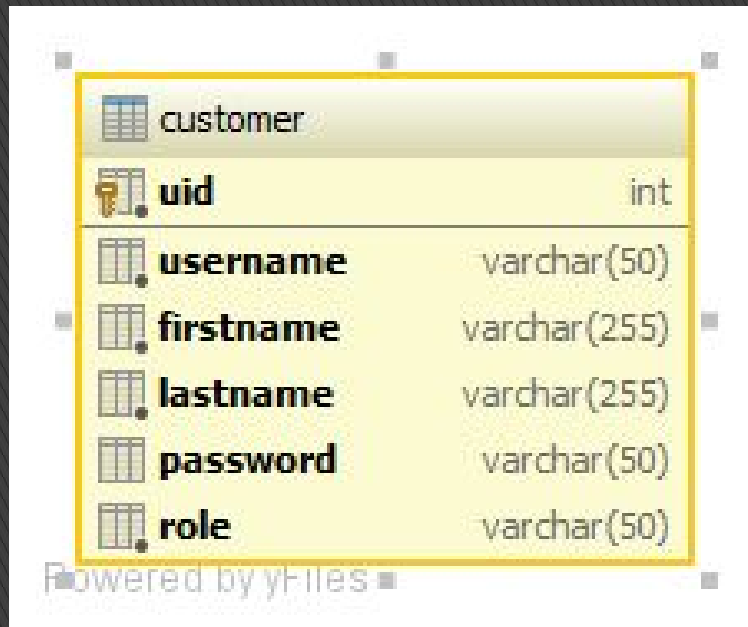 customer
uid int
username varchar(50)
firstname varchar(255)
lastname varchar(255)
password varchar(50)
role varchar(50)
Powered by yFiles